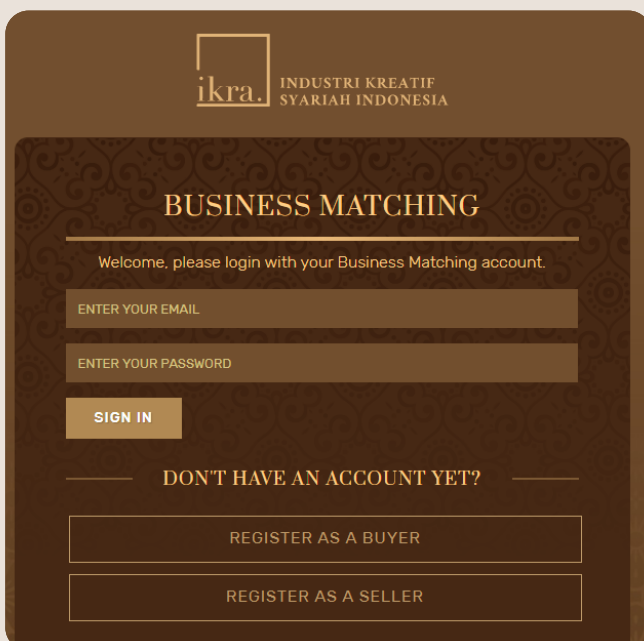 ikra.
INDUSTRI KREATIF
SYARIAH INDONESIA
BUSINESS MATCHING
Welcome, please login with your Business Matching account.
ENTER YOUR EMAIL
ENTER YOUR PASSWORD
SIGN IN
DON'T HAVE AN ACCOUNT YET?
REGISTER AS A BUYER
REGISTER AS A SELLER